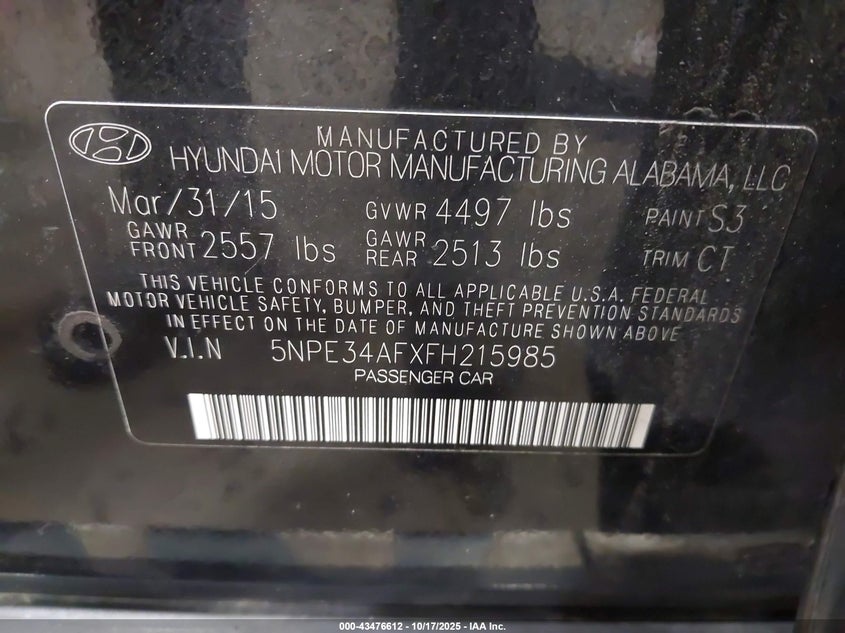 MANUFACTURED BY
HYUNDAI MOTOR MANUFACTURING ALABAMA, LLC
Mar/31/15 GVWR 4497 lbs PAINT S3
GAWR FRONT 2557 lbs GAWR REAR 2513 lbs TRIM CT
THIS VEHICLE CONFORMS TO ALL APPLICABLE U.S.A. FEDERAL
MOTOR VEHICLE SAFETY, BUMPER, AND THEFT PREVENTION STANDARDS
IN EFFECT ON THE DATE OF MANUFACTURE SHOWN ABOVE
V.I.N 5NPE34AFXFH215985
PASSENGER CAR
000-43476612 - 10/17/2025 - IAA Inc.